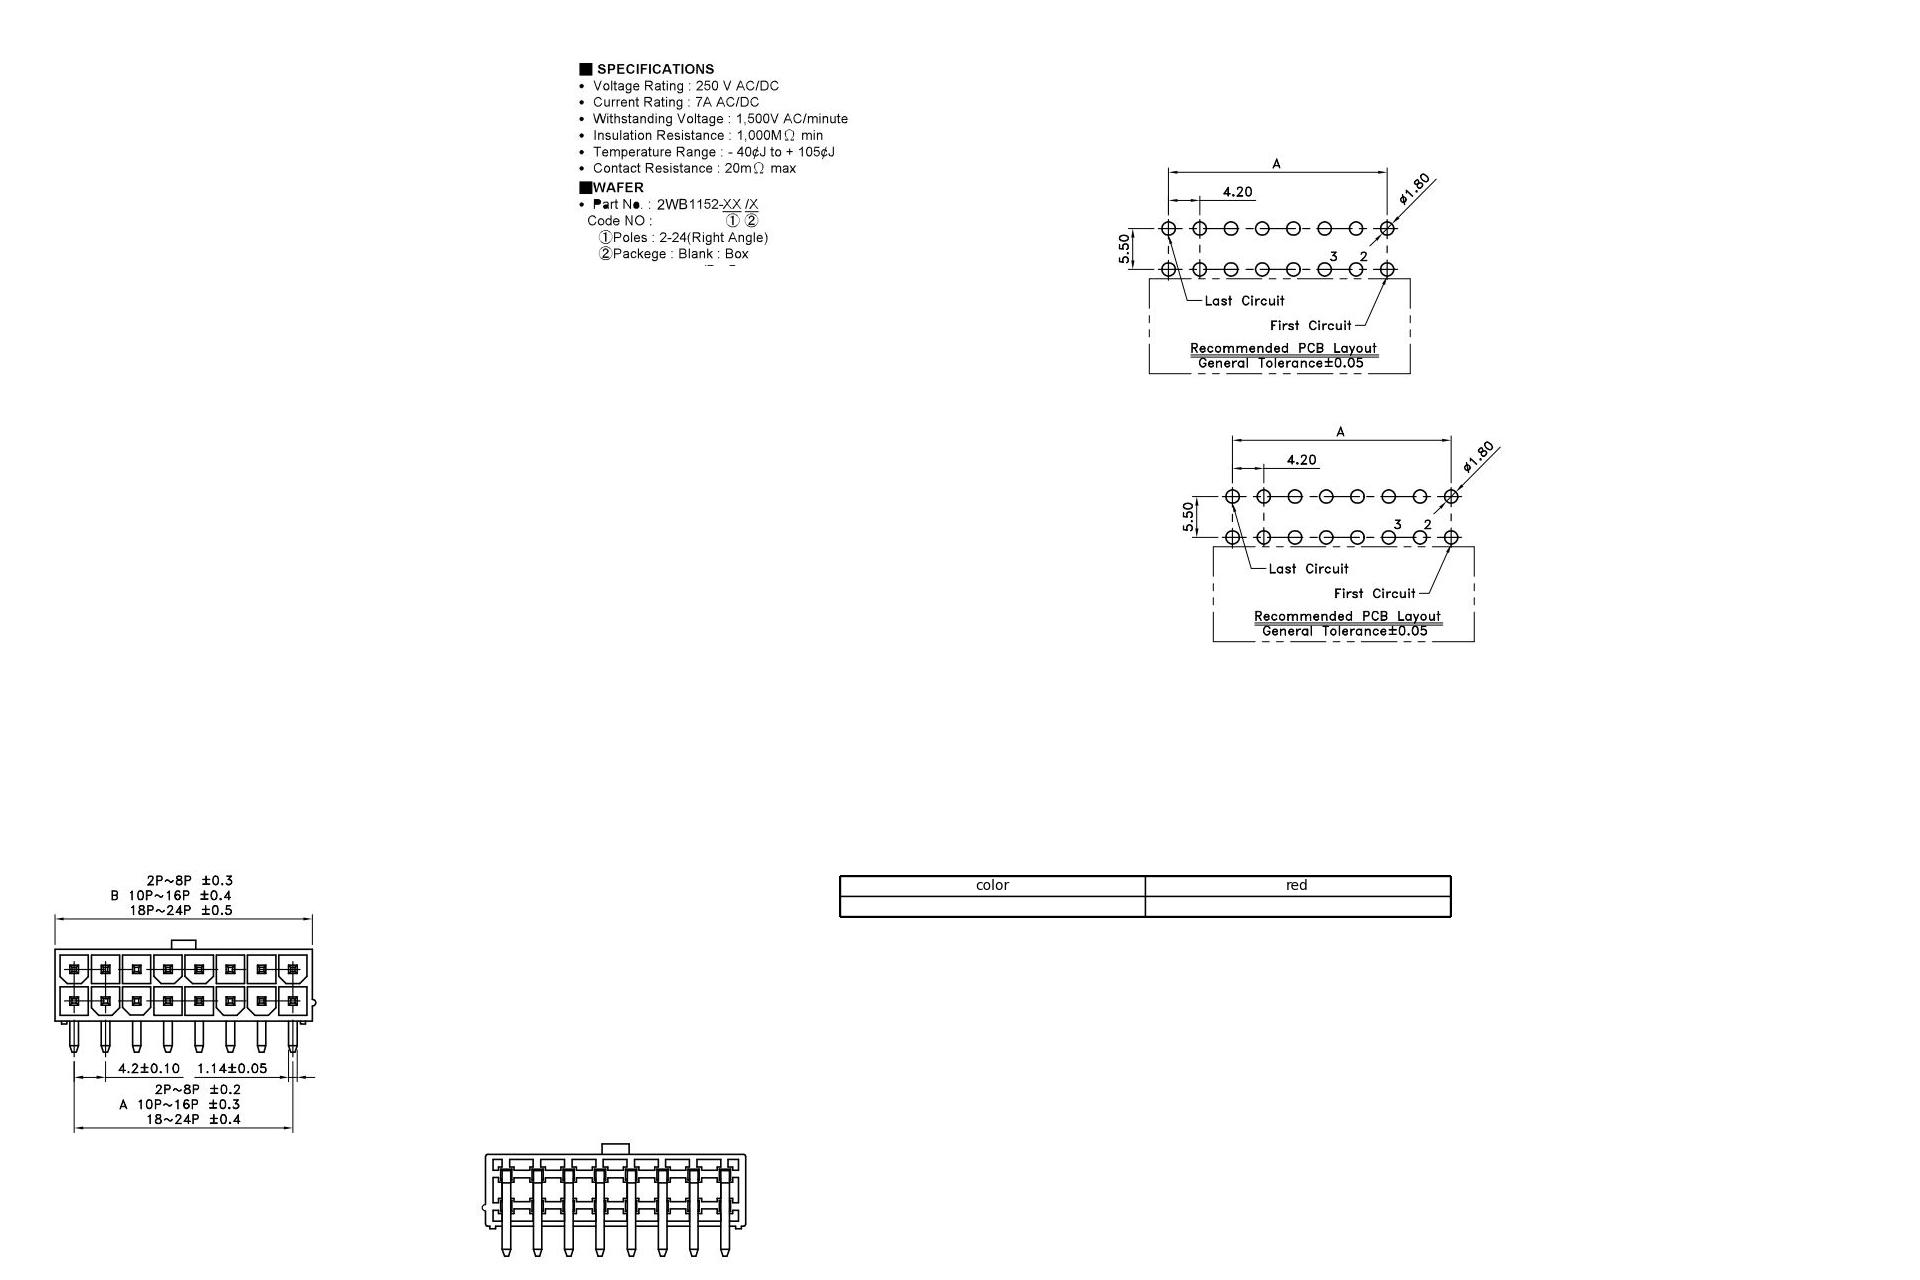 ■ SPECIFICATIONS
• Voltage Rating : 250 V AC/DC
• Current Rating : 7A AC/DC
• Withstanding Voltage : 1,500V AC/minute
• Insulation Resistance : 1,000MΩ min
• Temperature Range : - 40¢J to + 105¢J
• Contact Resistance : 20mΩ max
■WAFER
• Part No. : 2WB1152-XX /X
Code NO : ① ②
①Poles : 2-24(Right Angle)
②Packege : Blank : Box
A
4.20
ø1.80
5.50
3 2
Last Circuit
First Circuit
Recommended PCB Layout
General Tolerance±0.05
A
4.20
ø1.80
5.50
3 2
Last Circuit
First Circuit
Recommended PCB Layout
General Tolerance±0.05
2P~8P ±0.3
B 10P~16P ±0.4
18P~24P ±0.5
4.2±0.10 1.14±0.05
2P~8P ±0.2
A 10P~16P ±0.3
18~24P ±0.4
color red